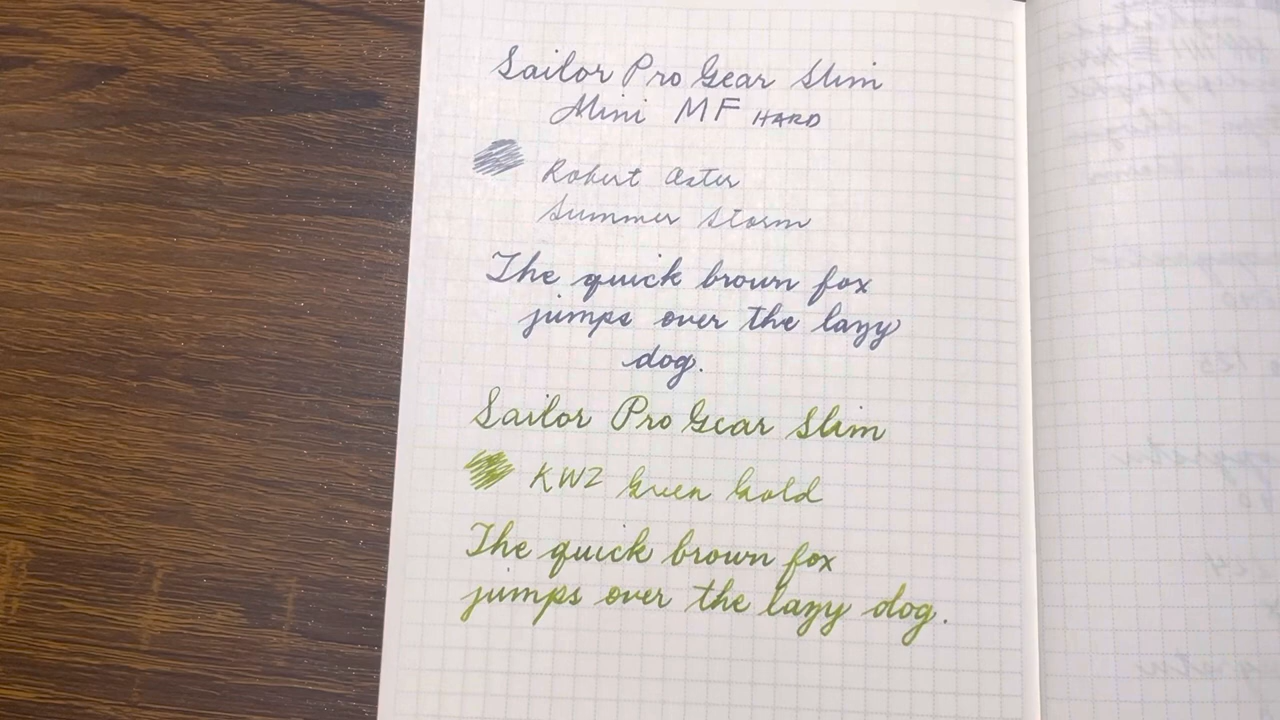 Sailor Pro Gear Slim
Mini MF HARD
Robert Oster
Summer Storm
The quick brown fox
jumps over the lazy
dog.
Sailor Pro Gear Slim
KWZ Green Gold
The quick brown fox
jumps over the lazy dog.